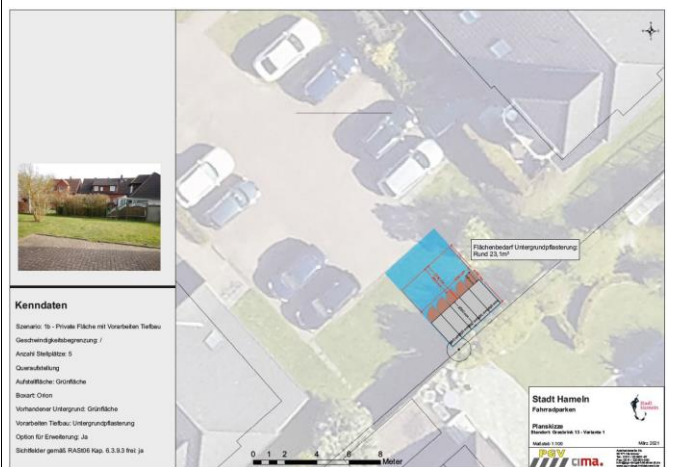 Flächenbedarf Untergrundpflasterung:
Rund 23,1m²
Kenndaten
Szenario: 1b - Private Fläche mit Vorarbeiten Tiefbau
Geschwindigkeitsbegrenzung: /
Anzahl Stellplätze: 5
Queraufstellung
Aufstellfläche: Grünfläche
Boxart: Orion
Vorhandener Untergrund: Grünfläche
Vorarbeiten Tiefbau: Untergrundpflasterung
Option für Erweiterung: Ja
Sichtfelder gemäß RASt06 Kap. 6.3.9.3 frei: ja
0 1 2 4 6 8
Meter
Stadt Hameln
Fahrradparken
Stadt
Hameln
Planskizze
Variante 1
März 2021
PGV
cima.